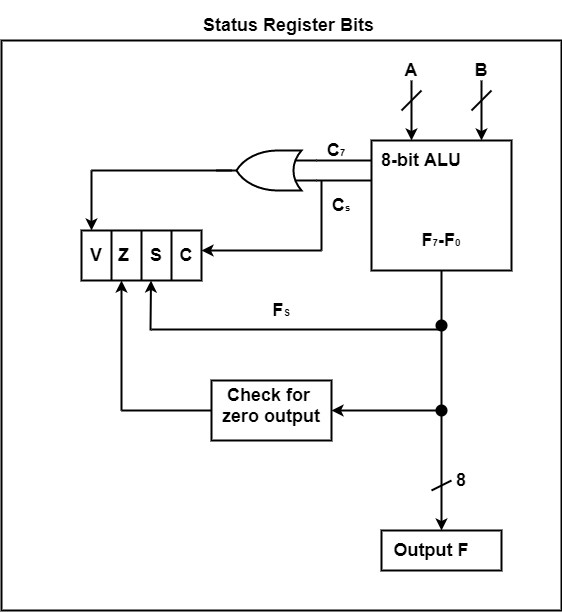 Status Register Bits
A B
8-bit ALU
C₇
Cₛ
F₇-F₀
V Z S C
Fₛ
Check for
zero output
8
Output F